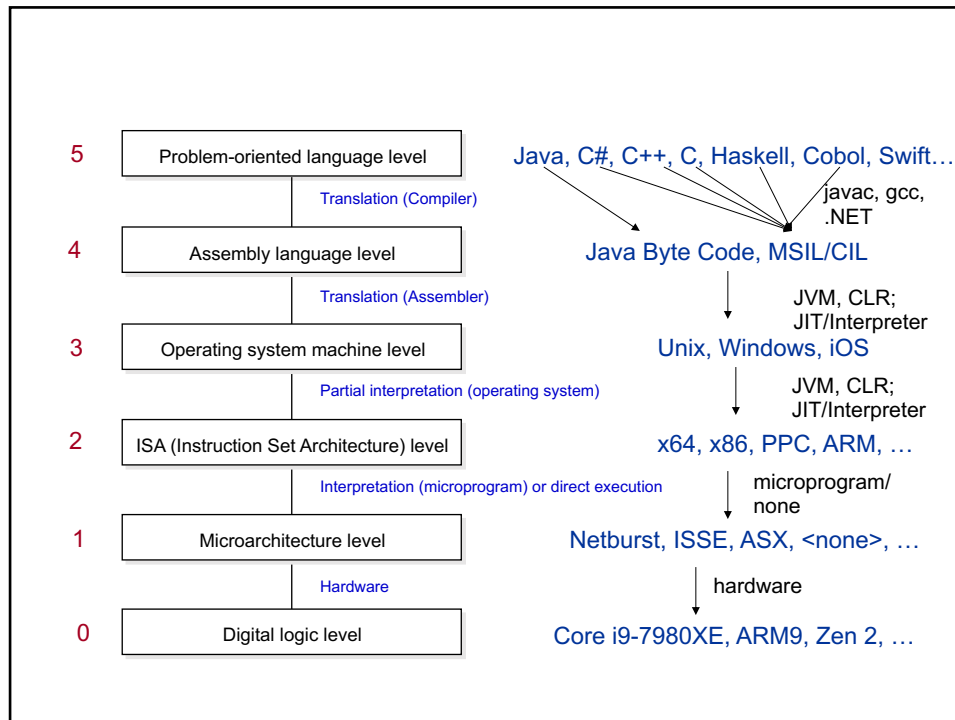 5
Problem-oriented language level
Java, C#, C++, C, Haskell, Cobol, Swift…
Translation (Compiler)
javac, gcc,
.NET
4
Assembly language level
Java Byte Code, MSIL/CIL
Translation (Assembler)
JVM, CLR;
JIT/Interpreter
3
Operating system machine level
Unix, Windows, iOS
Partial interpretation (operating system)
JVM, CLR;
JIT/Interpreter
2
ISA (Instruction Set Architecture) level
x64, x86, PPC, ARM, …
Interpretation (microprogram) or direct execution
microprogram/
none
1
Microarchitecture level
Netburst, ISSE, ASX, <none>, …
Hardware
hardware
0
Digital logic level
Core i9-7980XE, ARM9, Zen 2, …